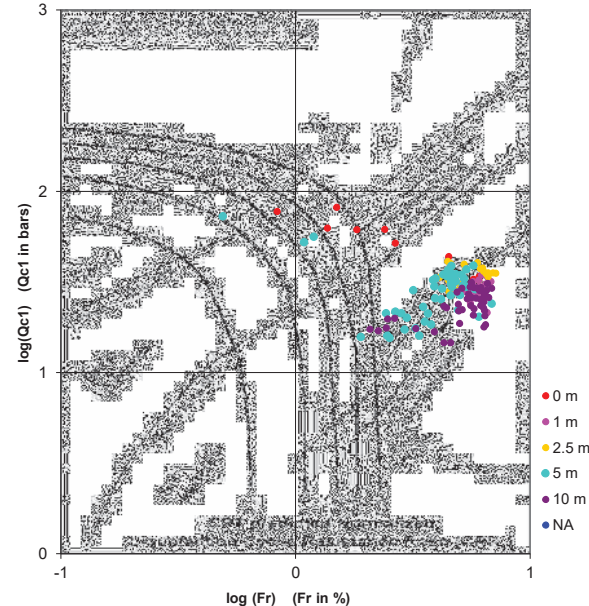 3
2
1
0
log(Qc1) (Qc1 in bars)
-1 0 1
log (Fr) (Fr in %)
0 m
1 m
2.5 m
5 m
10 m
NA